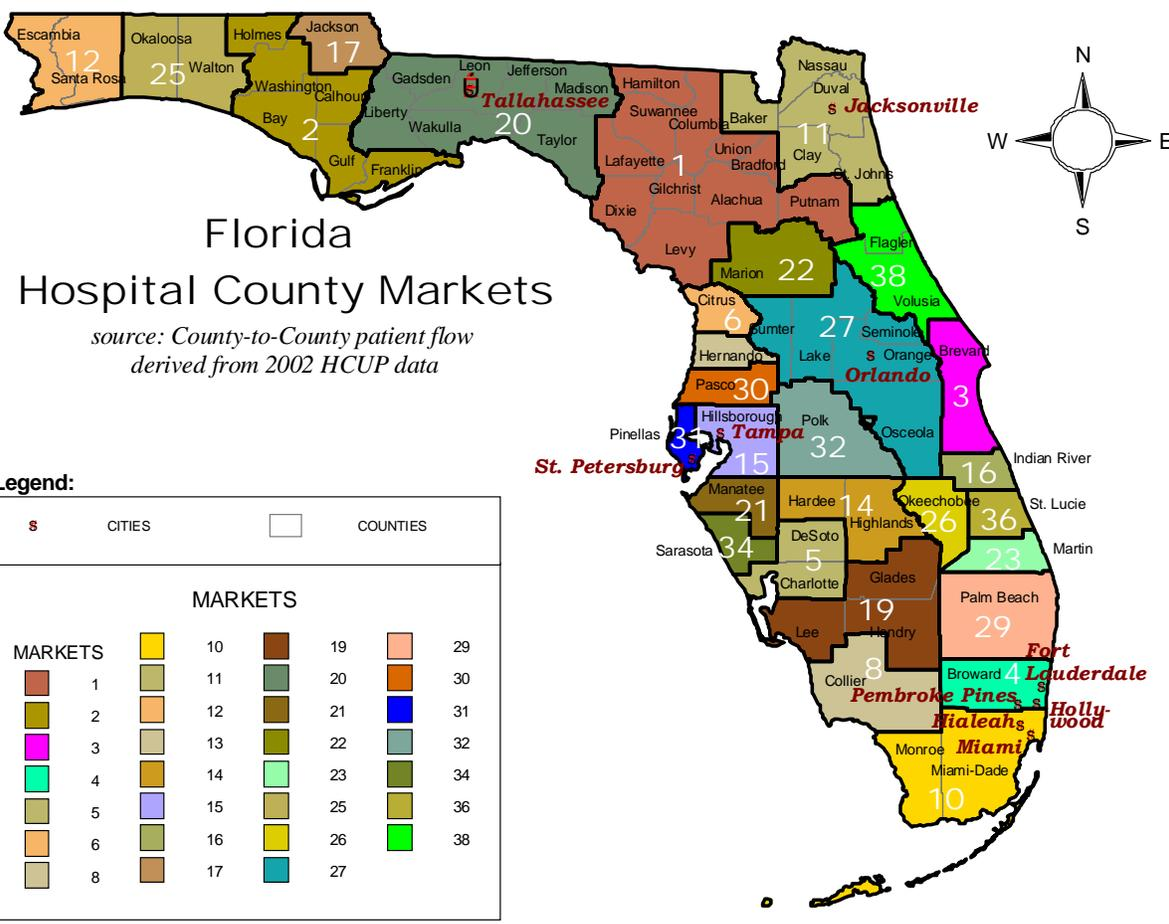 Florida
Hospital County Markets
source: County-to-County patient flow
derived from 2002 HCUP data
N
W
E
S
Escambia
12
Santa Rosa
Okaloosa
25
Walton
Holmes
Jackson
17
Washington
Calhoun
Bay
2
Gulf
Franklin
Gadsden
Leon
Jefferson
Madison
Tallahassee
Liberty
Wakulla
20
Taylor
Hamilton
Suwannee
Columbia
Baker
Nassau
Duval
Jacksonville
11
Union
Bradford
Clay
St. Johns
Lafayette
1
Gilchrist
Alachua
Putnam
Dixie
Levy
Marion
22
Flagler
38
Volusia
Citrus
6
Sumter
27
Seminole
Lake
Orange
Orlando
Brevard
3
Hernando
Pasco
30
Pinellas
31
Hillsborough
Tampa
15
St. Petersburg
Polk
32
Osceola
Indian River
16
Manatee
21
Hardee
14
Highlands
Okeechobee
26
36
St. Lucie
Sarasota
34
DeSoto
5
Charlotte
23
Martin
Glades
19
Lee
Hendry
Palm Beach
29
Fort
Lauderdale
Collier
8
Broward
4
Pembroke Pines
Holly-
wood
Hialeah
Miami
Monroe
Miami-Dade
10
Legend:
CITIES
COUNTIES
MARKETS
MARKETS
1
2
3
4
5
6
8
10
11
12
13
14
15
16
17
19
20
21
22
23
25
26
27
29
30
31
32
34
36
38